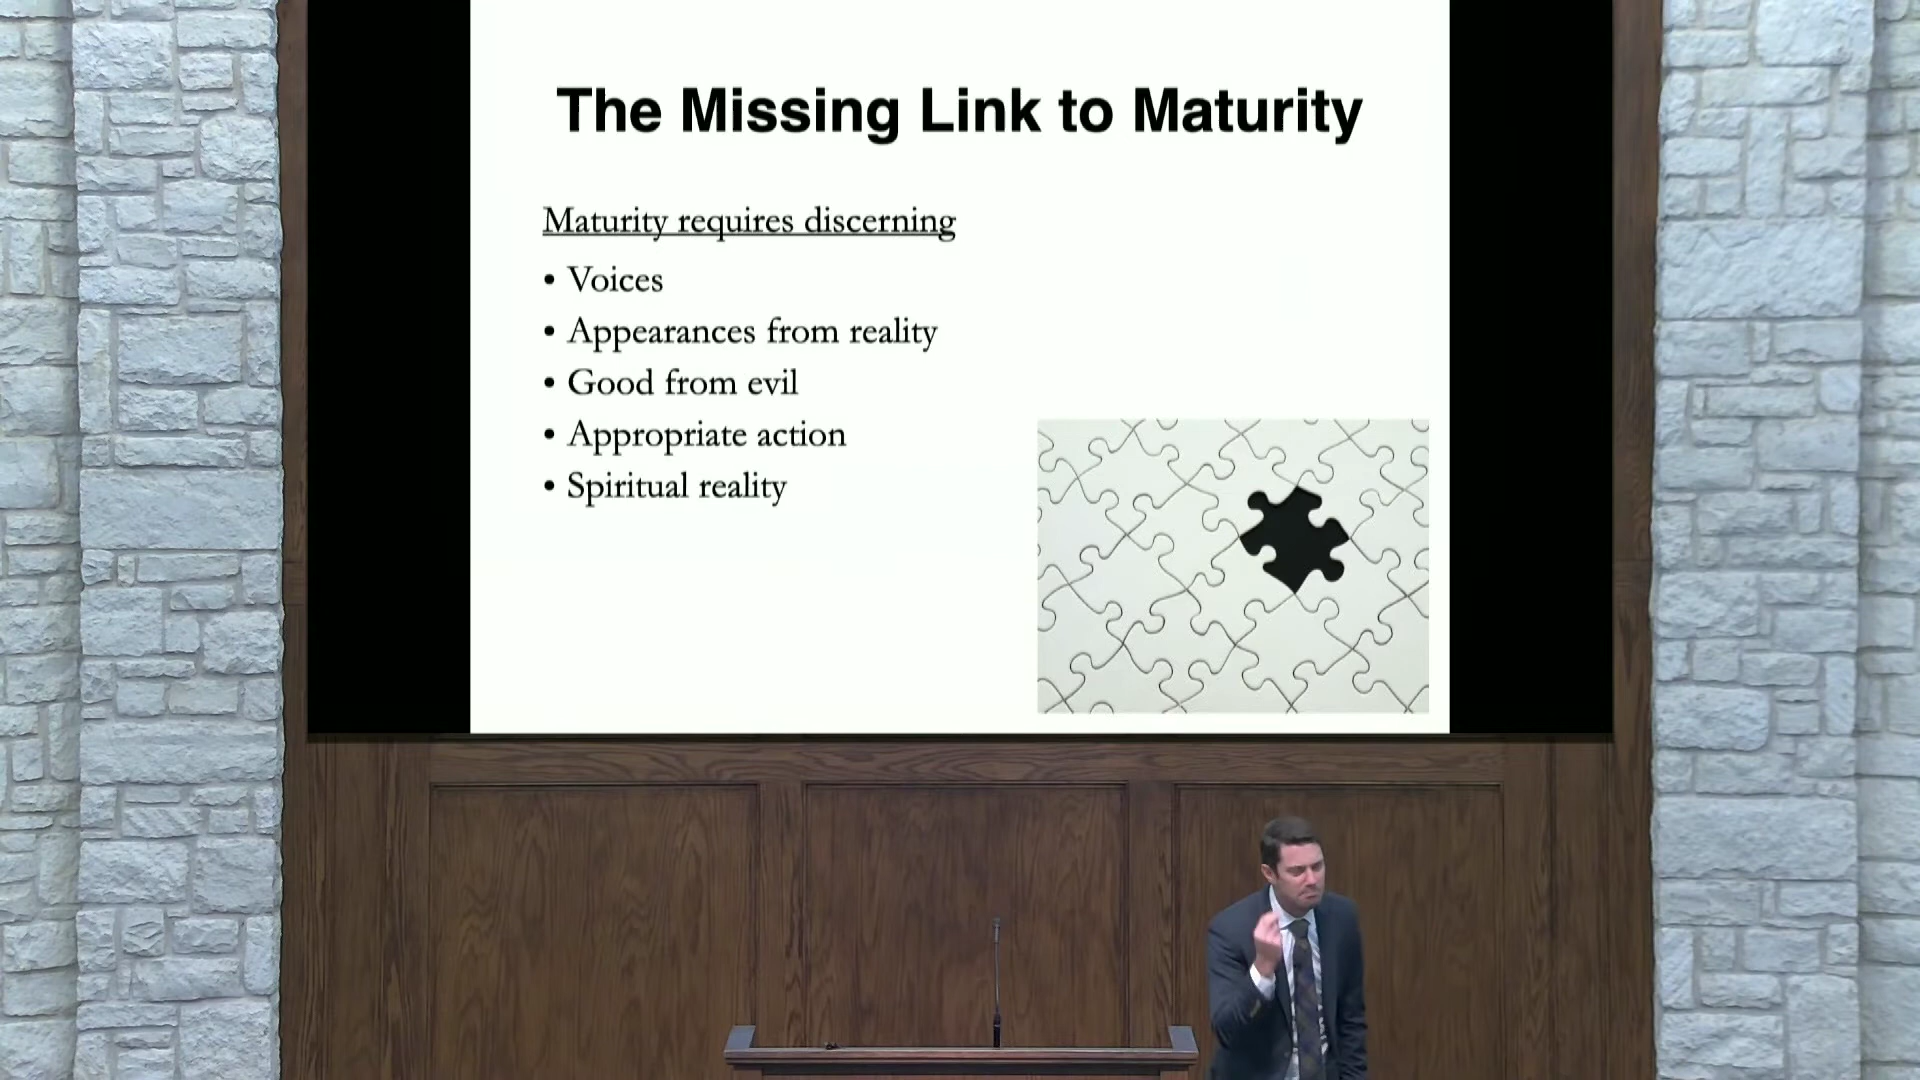 The Missing Link to Maturity
Maturity requires discerning
• Voices
• Appearances from reality
• Good from evil
• Appropriate action
• Spiritual reality